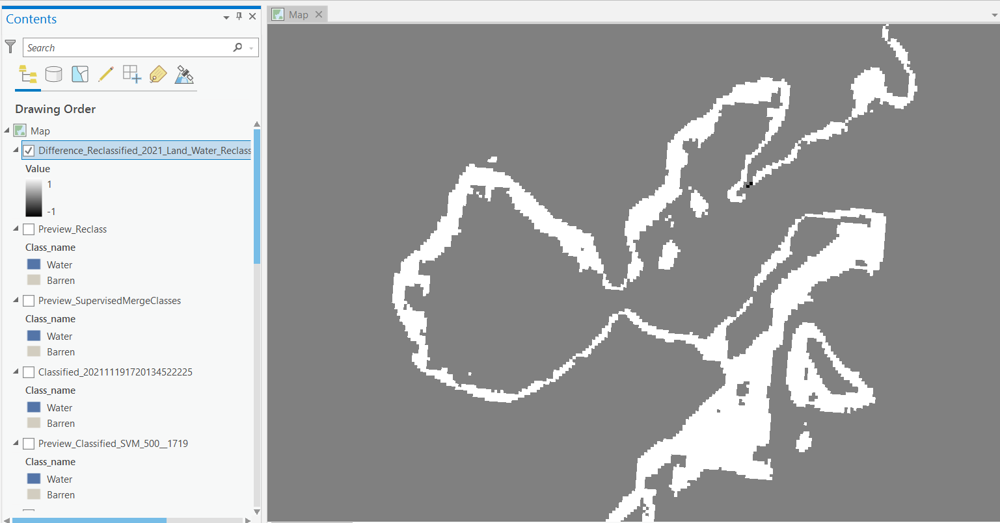 Contents
Map
Search
Drawing Order
Map
Difference_Reclassified_2021_Land_Water_Reclass
Value
1
-1
Preview_Reclass
Class_name
Water
Barren
Preview_SupervisedMergeClasses
Class_name
Water
Barren
Classified_202111191720134522225
Class_name
Water
Barren
Preview_Classified_SVM_500__1719
Class_name
Water
Barren